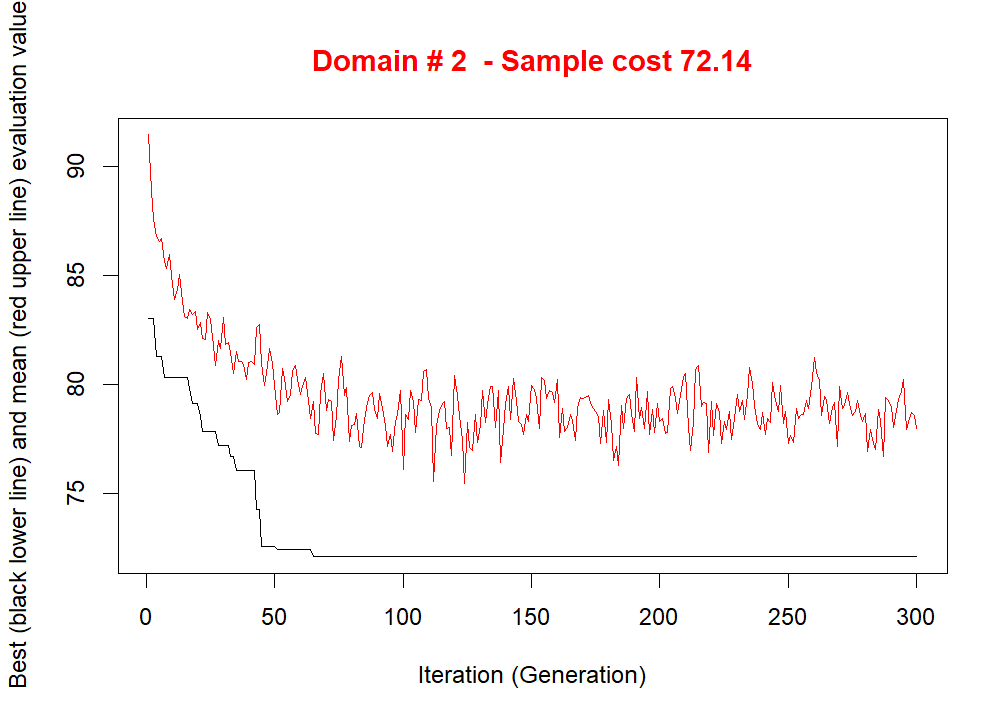 Domain # 2  - Sample cost 72.14
Best (black lower line) and mean (red upper line) evaluation value
90
85
80
75
0 50 100 150 200 250 300
Iteration (Generation)